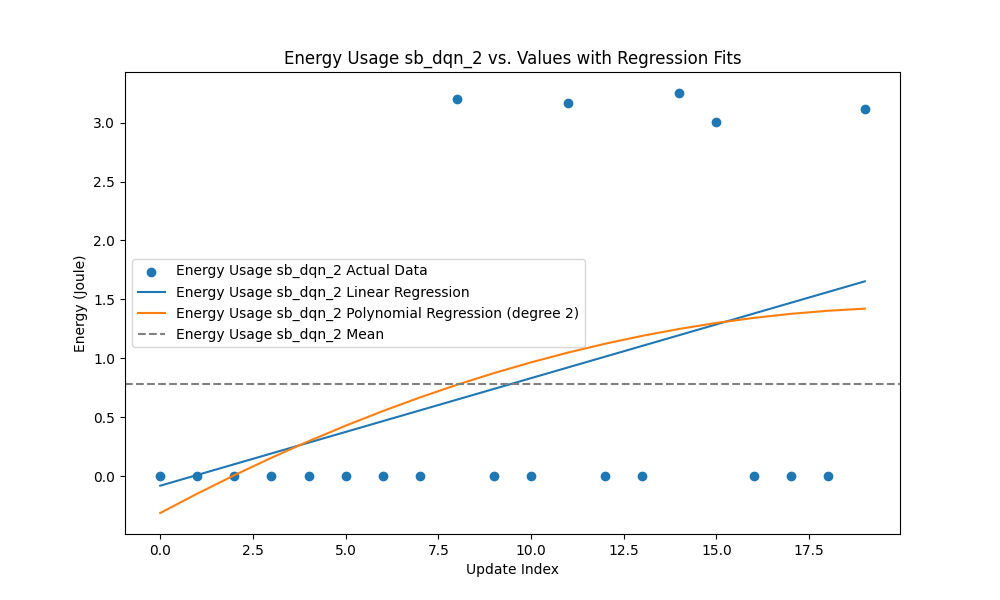 Energy Usage sb_dqn_2 vs. Values with Regression Fits
3.0
2.5
2.0
1.5
1.0
0.5
0.0
Energy (Joule)
Energy Usage sb_dqn_2 Actual Data
Energy Usage sb_dqn_2 Linear Regression
Energy Usage sb_dqn_2 Polynomial Regression (degree 2)
Energy Usage sb_dqn_2 Mean
0.0 2.5 5.0 7.5 10.0 12.5 15.0 17.5
Update Index